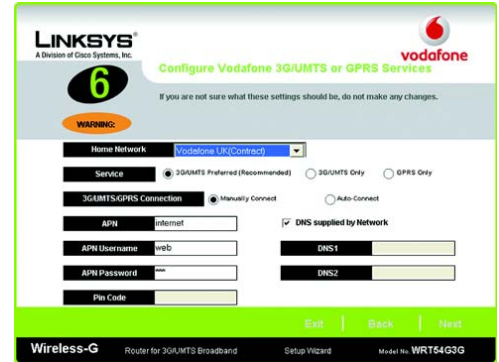 LINKSYS®
A Division of Cisco Systems, Inc.
vodafone
6
Configure Vodafone 3G/UMTS or GPRS Services
If you are not sure what these settings should be, do not make any changes.
WARNING:
Home Network Vodafone UK(Contract)
Service 3G/UMTS Preferred (Recommended) 3G/UMTS Only GPRS Only
3G/UMTS/GPRS Connection Manually Connect Auto-Connect
APN internet DNS supplied by Network
APN Username web DNS1
APN Password *** DNS2
Pin Code
Exit Back Next
Wireless-G Router for 3G/UMTS Broadband Setup Wizard Model No. WRT54G3G